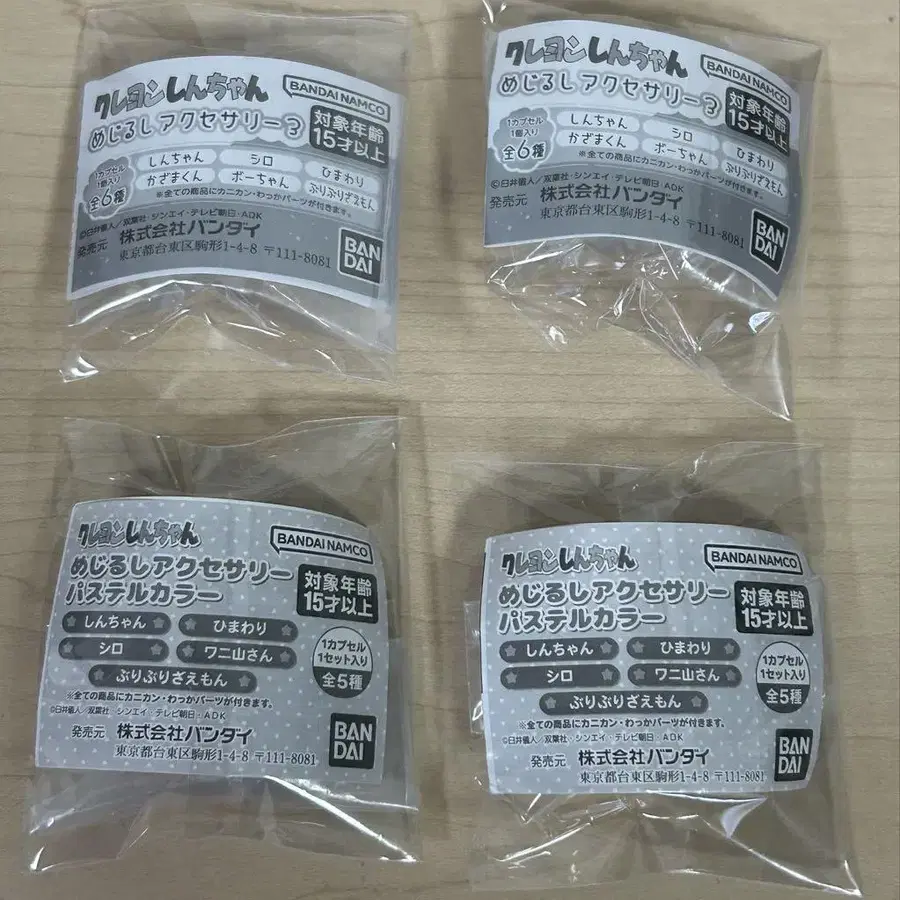 クレヨンしんちゃん
BANDAI NAMCO
めじるしアクセサリー3
対象年齢
15才以上
1カプセル
1個入り
全6種
しんちゃん シロ ひまわり
かざまくん ボーちゃん ぶりぶりざえもん
※全ての商品にカニカン・わっかパーツが付きます。
©臼井儀人/双葉社・シンエイ・テレビ朝日・ADK
発売元 株式会社バンダイ
東京都台東区駒形1-4-8 〒111-8081
BAN
DAI
クレヨンしんちゃん
BANDAI NAMCO
めじるしアクセサリー3
対象年齢
15才以上
1カプセル
1個入り
全6種
しんちゃん シロ ひまわり
かざまくん ボーちゃん ぶりぶりざえもん
※全ての商品にカニカン・わっかパーツが付きます。
©臼井儀人/双葉社・シンエイ・テレビ朝日・ADK
発売元 株式会社バンダイ
東京都台東区駒形1-4-8 〒111-8081
BAN
DAI
クレヨンしんちゃん
BANDAI NAMCO
めじるしアクセサリー
パステルカラー
対象年齢
15才以上
しんちゃん ひまわり
シロ ワニ山さん
ぶりぶりざえもん
1カプセル
1セット入り
全5種
※全ての商品にカニカン・わっかパーツが付きます。
©臼井儀人/双葉社・シンエイ・テレビ朝日・ADK
発売元 株式会社バンダイ
東京都台東区駒形1-4-8 〒111-8081
BAN
DAI
クレヨンしんちゃん
BANDAI NAMCO
めじるしアクセサリー
パステルカラー
対象年齢
15才以上
しんちゃん ひまわり
シロ ワニ山さん
ぶりぶりざえもん
1カプセル
1セット入り
全5種
※全ての商品にカニカン・わっかパーツが付きます。
©臼井儀人/双葉社・シンエイ・テレビ朝日・ADK
発売元 株式会社バンダイ
東京都台東区駒形1-4-8 〒111-8081
BAN
DAI